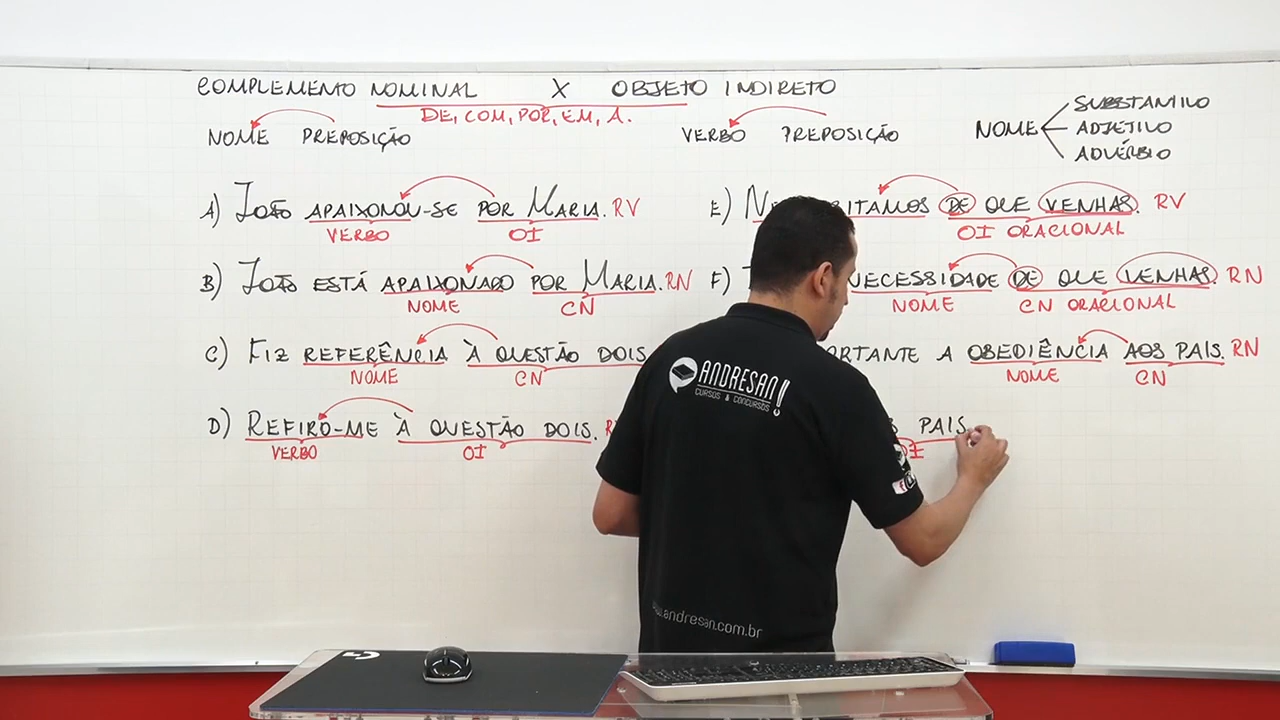 COMPLEMENTO NOMINAL X OBJETO INDIRETO
DE, COM, POR, EM, A.
NOME PREPOSIÇÃO
VERBO PREPOSIÇÃO
NOME
SUBSTANTIVO
ADJETIVO
ADVÉRBIO
A) JOÃO APAIXONOU-SE POR MARIA. RV
VERBO OI
B) JOÃO ESTÁ APAIXONADO POR MARIA. RN
NOME CN
C) FIZ REFERÊNCIA À QUESTÃO DOIS
NOME CN
D) REFIRO-ME À QUESTÃO DOIS.
VERBO OI
E) DE QUE VENHAS. RV
OI ORACIONAL
F) NECESSIDADE DE QUE VENHAS. RN
NOME CN ORACIONAL
A OBEDIÊNCIA AOS PAIS. RN
NOME CN
PAIS
OI
ANDRESAN!
CURSOS & CONCURSOS
www.andresan.com.br